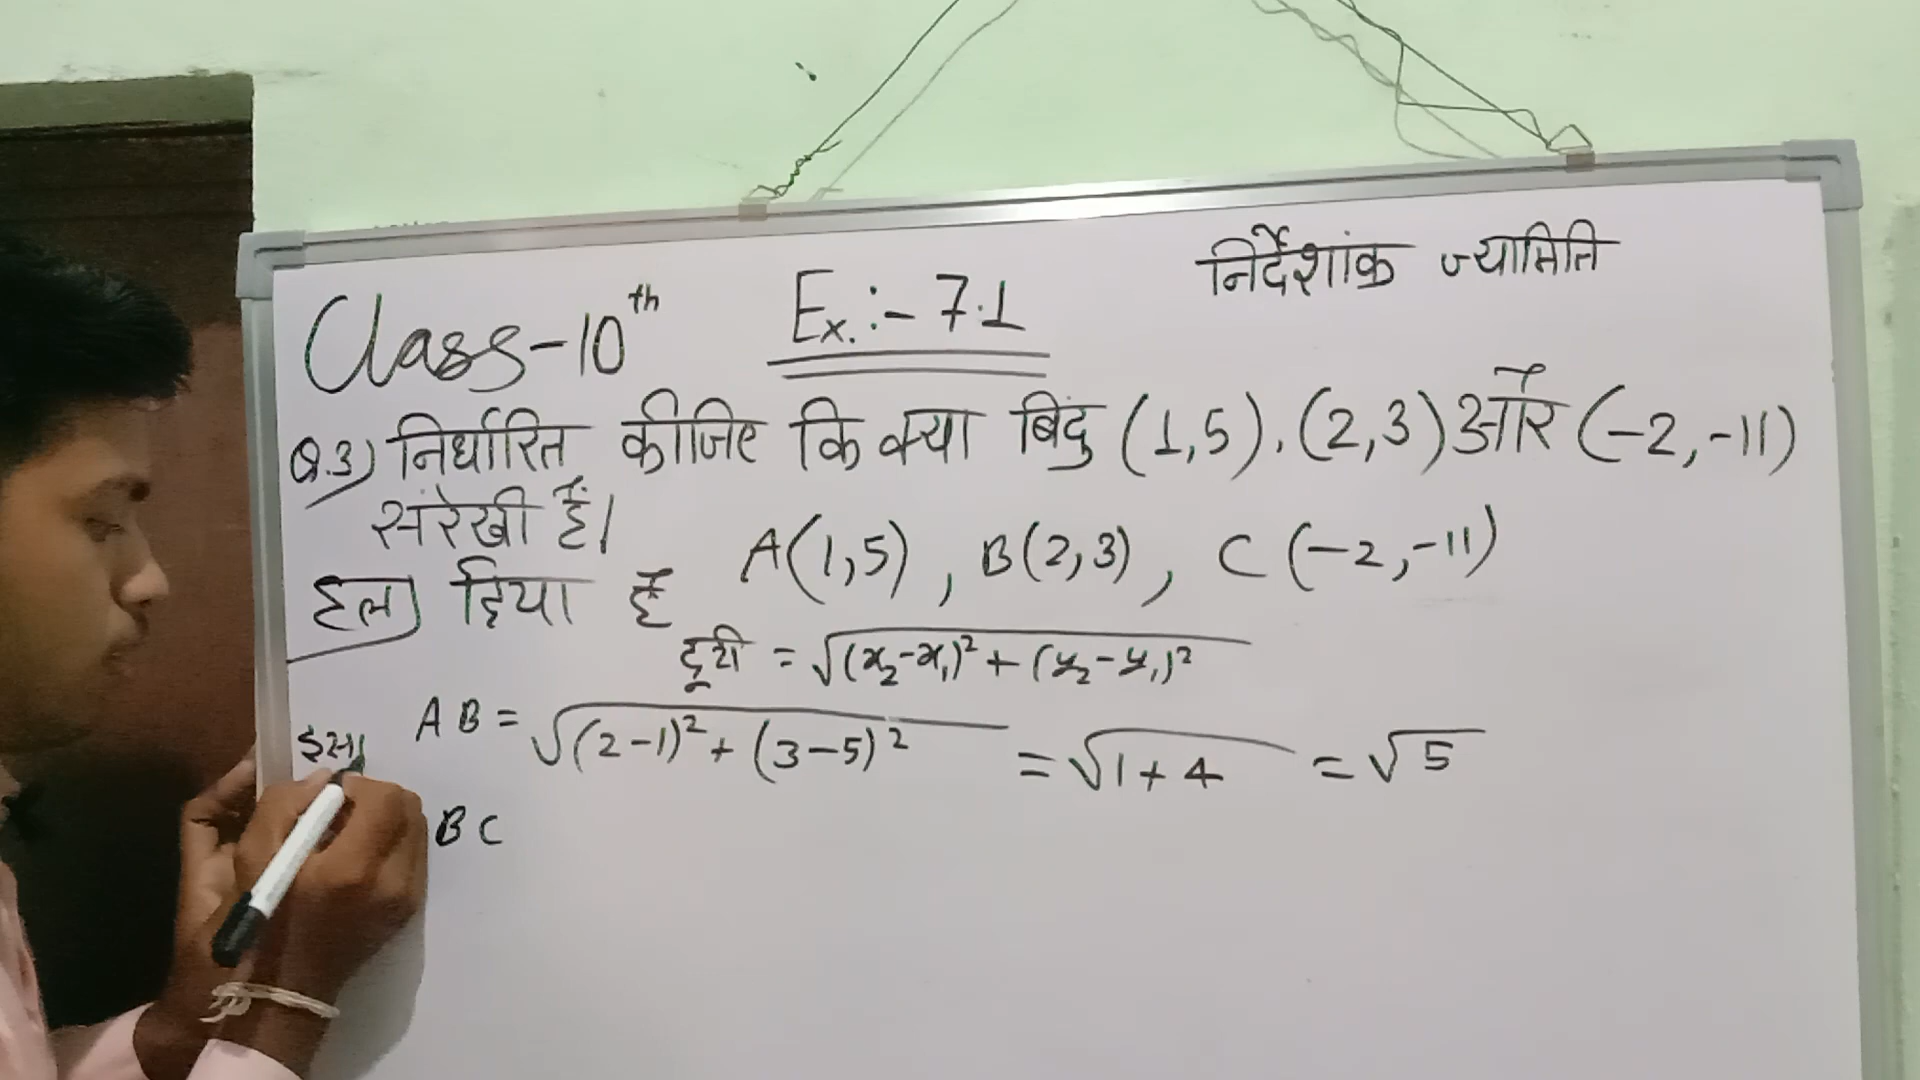 निर्देशांक ज्यामिति
Class-10th Ex.:- 7.1
Q.3) निर्धारित कीजिए कि क्या बिंदु (1,5), (2,3) और (-2,-11)
संरेखी हैं।
हल) दिया है A(1,5), B(2,3), C(-2,-11)
दूरी = √(x₂-x₁)² + (y₂-y₁)²
AB = √(2-1)² + (3-5)² = √1+4 = √5
BC